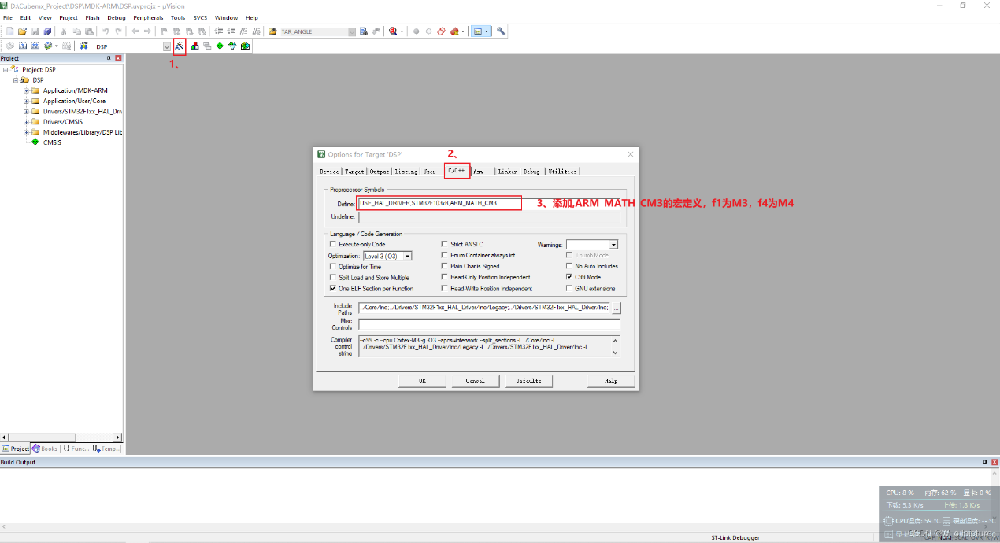 D:\Cubemx_Project\DSP\MDK-ARM\DSP.uvprojx - µVision
File Edit View Project Flash Debug Peripherals Tools SVCS Window Help
TAR_ANGLE
LOAD DSP
1、
Project
Project: DSP
DSP
Application/MDK-ARM
Application/User/Core
Drivers/STM32F1xx_HAL_Driv
Drivers/CMSIS
Middlewares/Library/DSP Lib
CMSIS
Options for Target 'DSP'
2、
Device Target Output Listing User C/C++ Asm Linker Debug Utilities
Preprocessor Symbols
Define: USE_HAL_DRIVER,STM32F103xB,ARM_MATH_CM3
3、添加,ARM_MATH_CM3的宏定义，f1为M3，f4为M4
Undefine:
Language / Code Generation
Execute-only Code Strict ANSI C Warnings:
Optimization: Level 3 (-O3) Enum Container always int Thumb Mode
Optimize for Time Plain Char is Signed No Auto Includes
Split Load and Store Multiple Read-Only Position Independent C99 Mode
One ELF Section per Function Read-Write Position Independent GNU extensions
Include Paths ../Core/Inc;../Drivers/STM32F1xx_HAL_Driver/Inc/Legacy;../Drivers/STM32F1xx_HAL_Driver/Inc; ...
Misc Controls
Compiler control string --c99 -c --cpu Cortex-M3 -g -O3 --apcs=interwork --split_sections -I ../Core/Inc -I
../Drivers/STM32F1xx_HAL_Driver/Inc/Legacy -I ../Drivers/STM32F1xx_HAL_Driver/Inc -I
OK Cancel Defaults Help
Project Books {} Func... Temp...
Build Output
CPU: 8 % 内存: 62 % 显卡: 0 %
下载: 5.3 K/s 上传: 1.8 K/s
CPU温度: 59 °C 硬盘温度: -- °C
ST-Link Debugger
CSDN